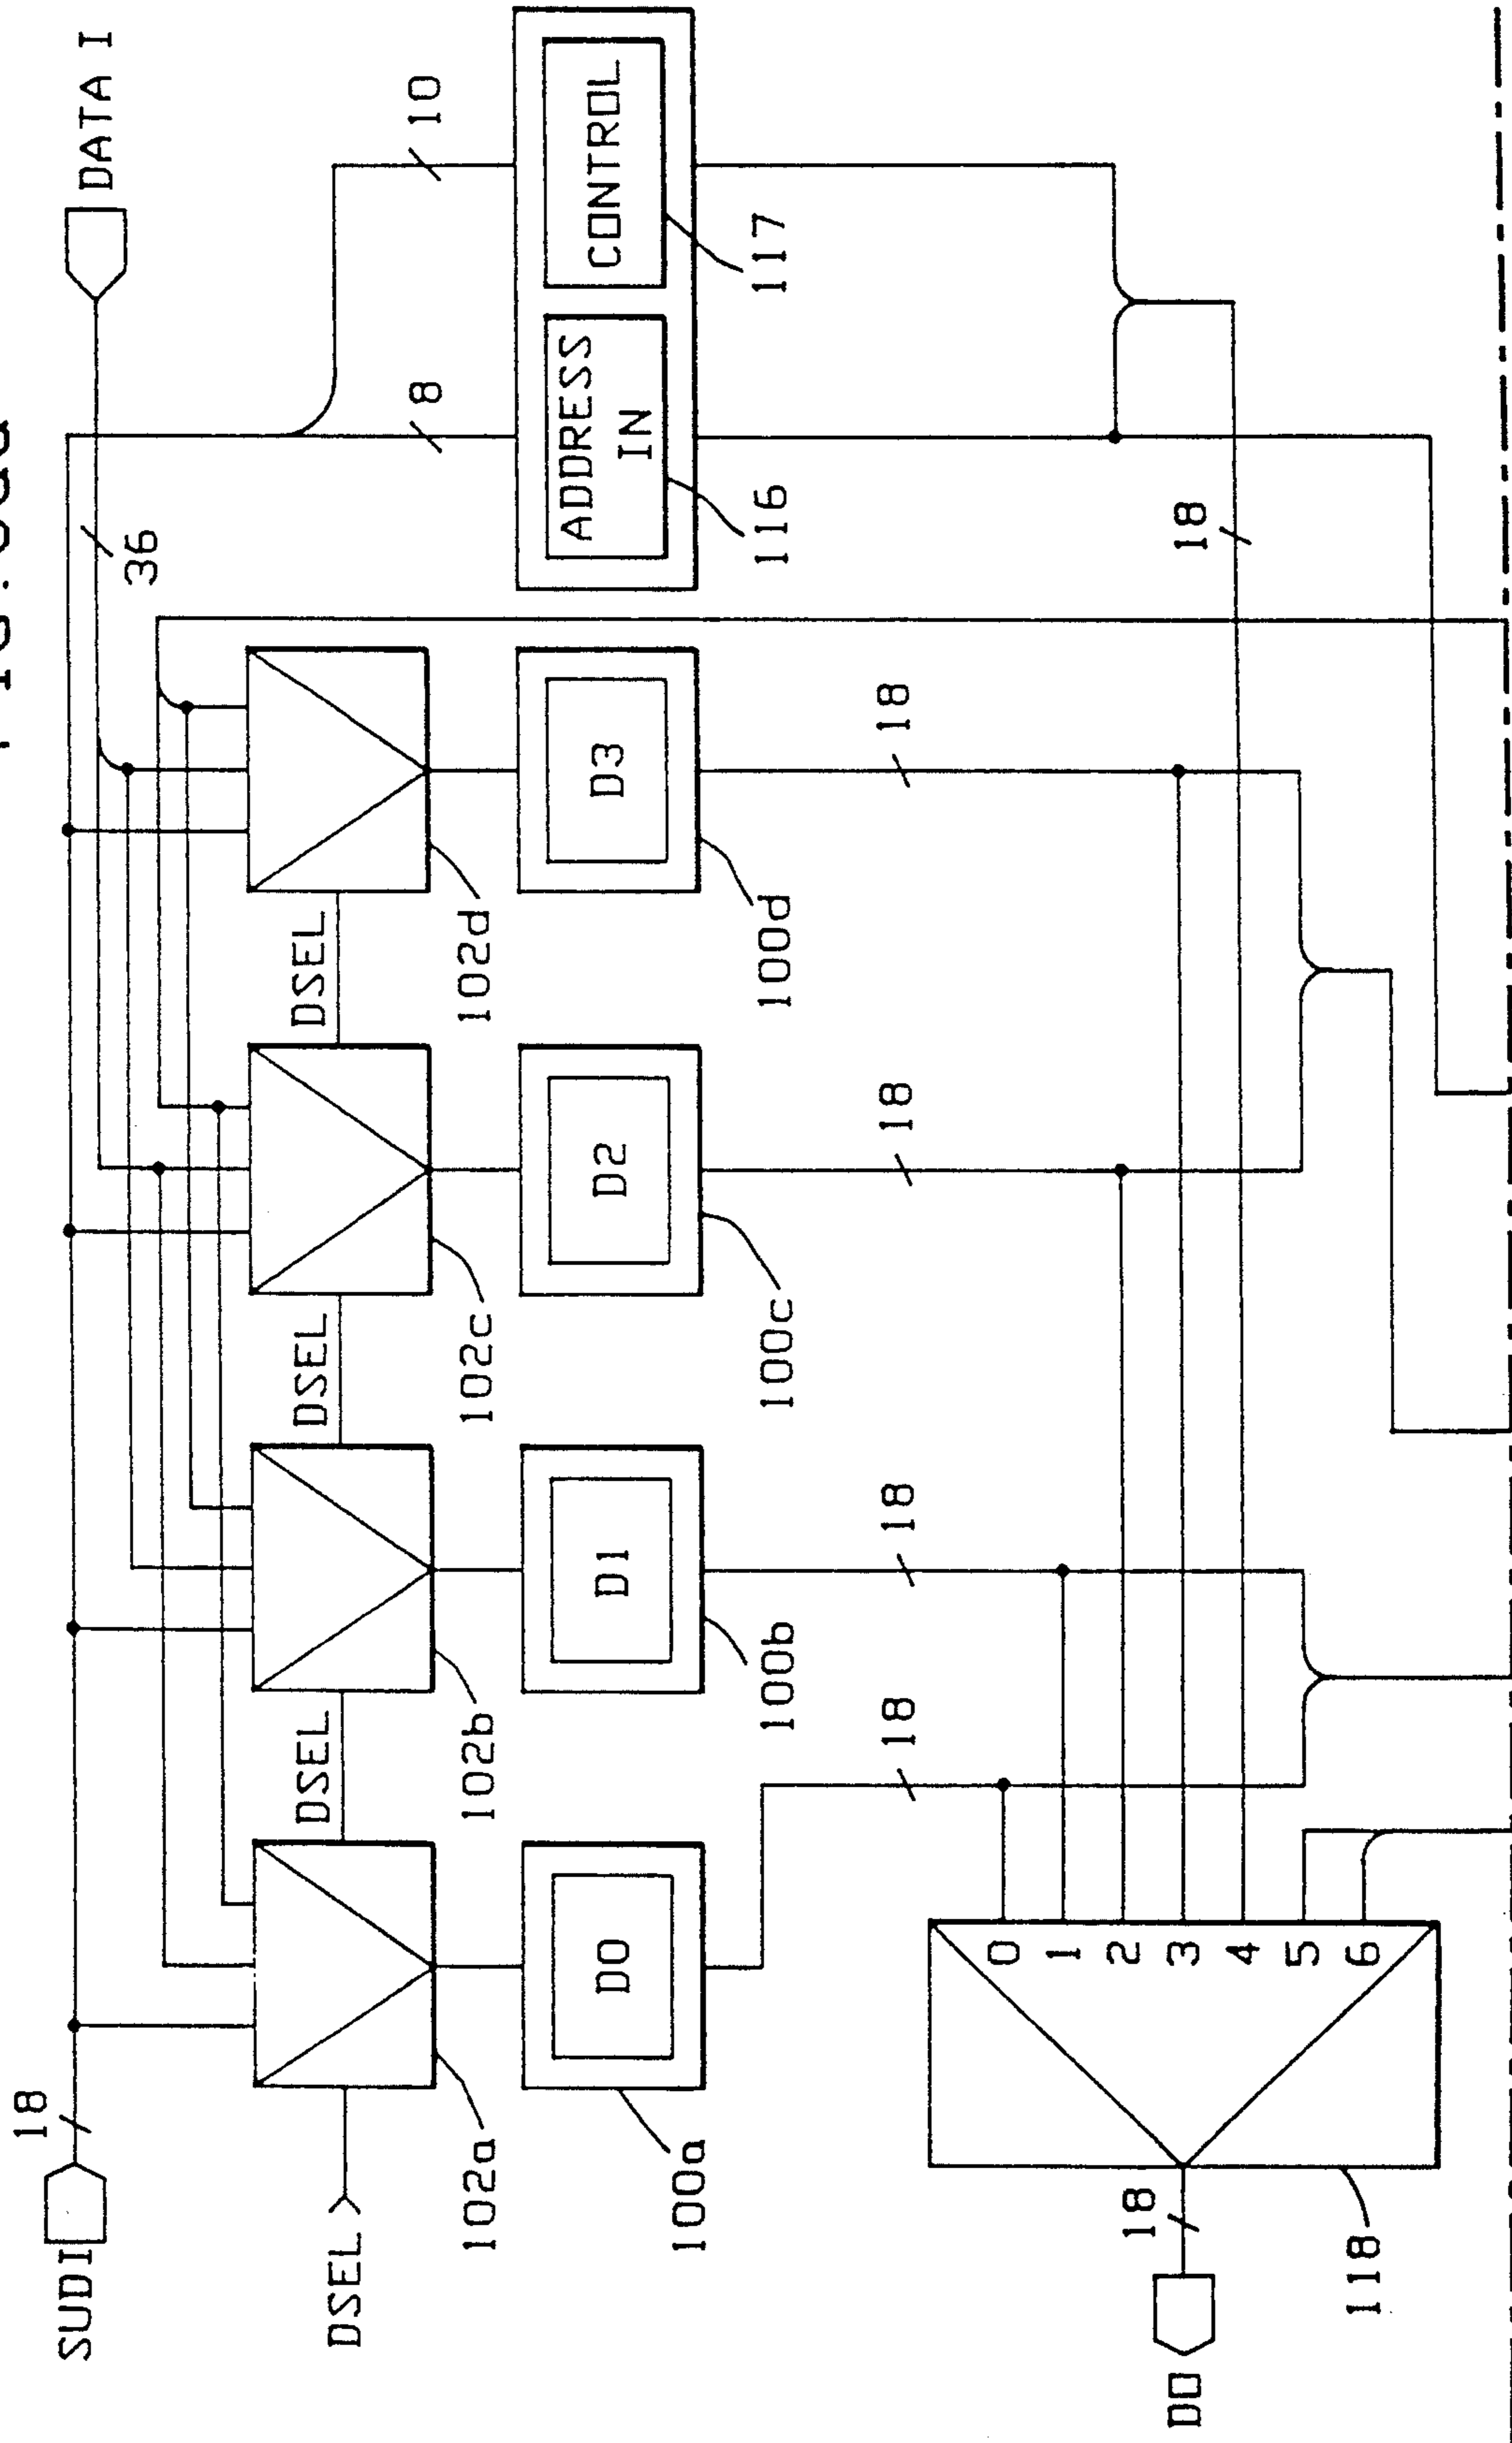 SUDI
18
36
DATA I
DSEL
DSEL
DSEL
DSEL
8
10
102a
102b
102c
102d
D0
D1
D2
D3
ADDRESS
IN
CONTROL
100a
100b
100c
100d
116
117
18
18
18
18
18
0
1
2
3
4
5
6
18
DO
118